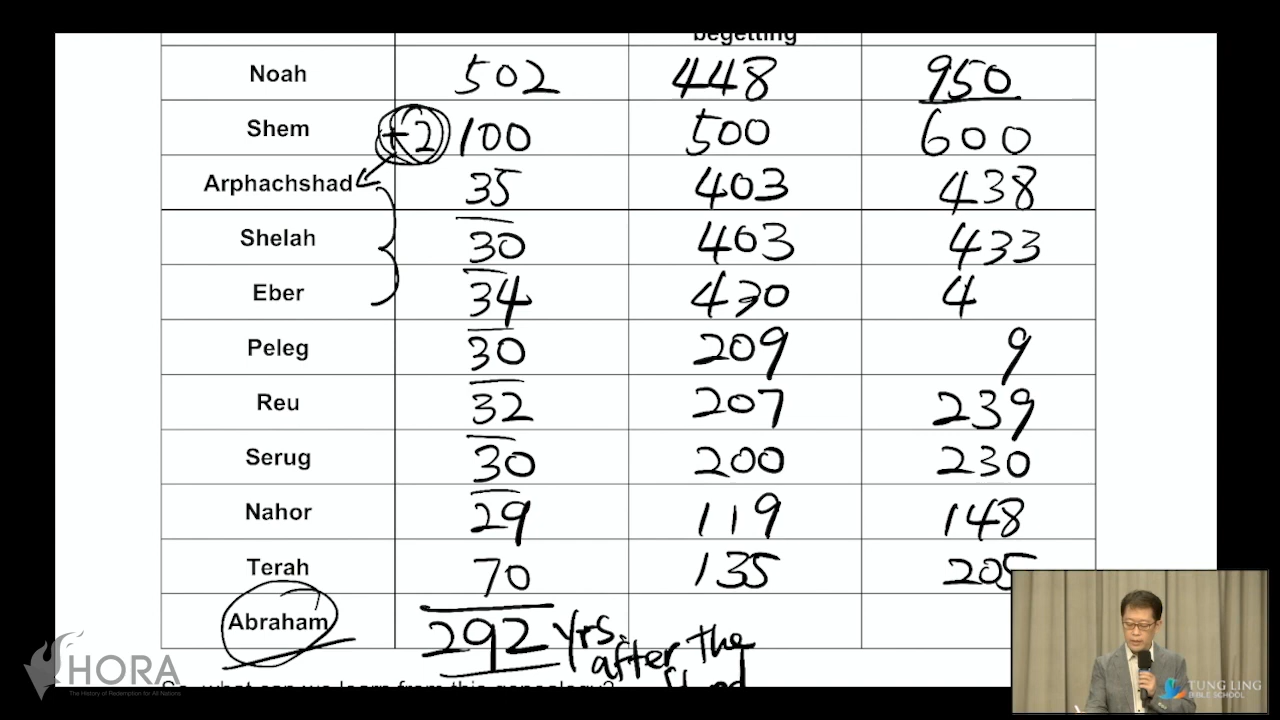 begetting
Noah 502 448 950
Shem +2 100 500 600
Arphachshad 35 403 438
Shelah 30 403 433
Eber 34 430 4
Peleg 30 209 9
Reu 32 207 239
Serug 30 200 230
Nahor 29 119 148
Terah 70 135 205
Abraham 292 yrs. after the
HORA
The History of Redemption for All Nations
So, what can we learn from this genealogy?
TUNG LING
BIBLE SCHOOL